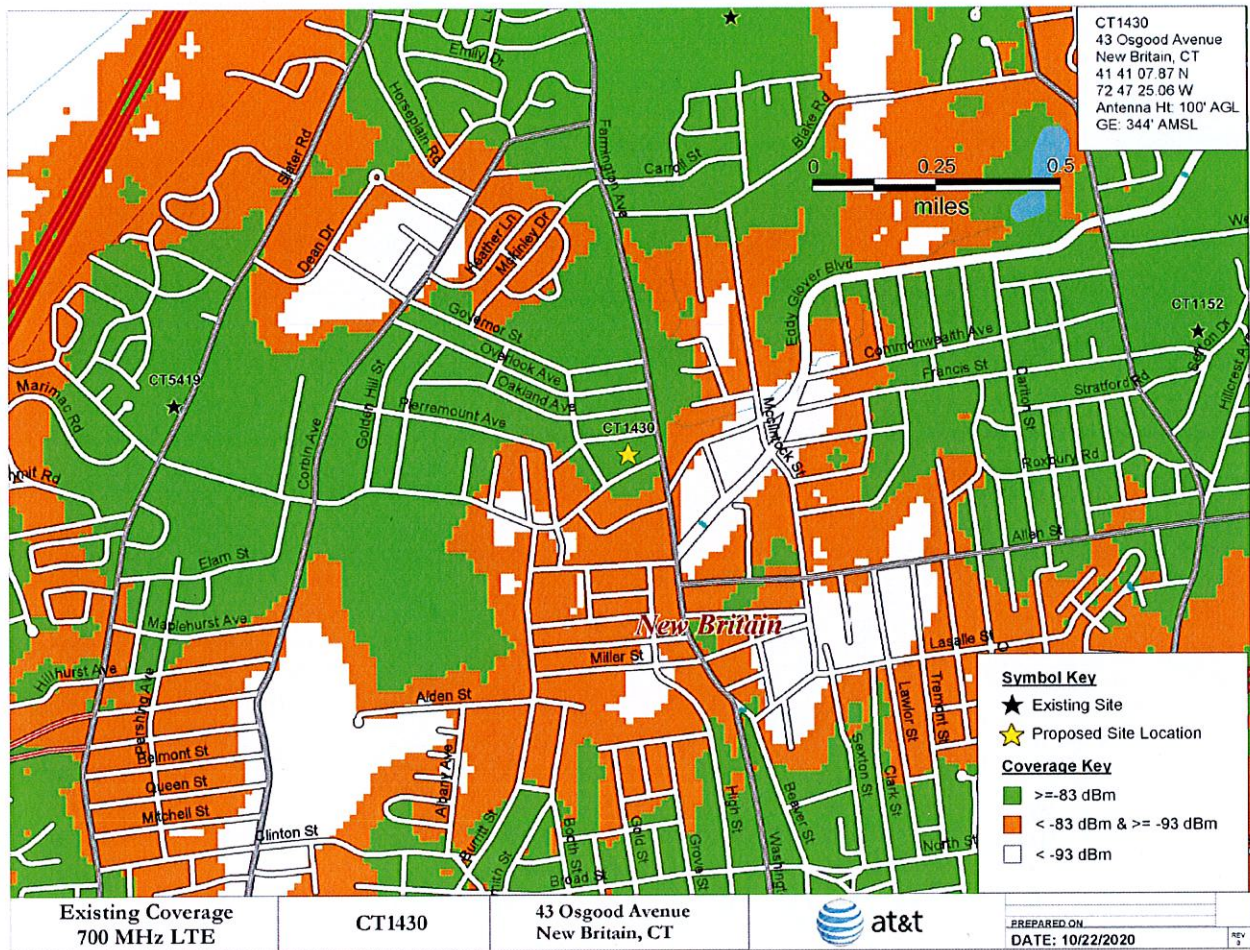 CT1430
43 Osgood Avenue
New Britain, CT
41 41 07.87 N
72 47 25.06 W
Antenna Ht: 100' AGL
GE: 344' AMSL
Emily Dr
Horseplain Rd
Slater Rd
Farmington Ave
Carroll St
Blake Rd
0 0.25 0.5
miles
Dean Dr
Heather Ln
Mckinley Dr
Eddy Glover Blvd
Governor St
Overlook Ave
Oakland Ave
Commonwealth Ave
Francis St
CT1152
Stratford Rd
Hillcrest Ave
CT5419
Marimac Rd
Golden Hill St
Pierremount Ave
CT1430
Mcclintock St
Roxbury Rd
Corbin Ave
Elam St
Allen St
Maplehurst Ave
New Britain
Miller St
Lasalle St
Hillhurst Ave
Pershing Ave
Alden St
Lawlor St
Tremont St
Belmont St
Queen St
Mitchell St
Albany Ave
Clinton St
Burritt St
Booth St
Gold St
Grove St
High St
Beaver St
Sexton St
Clark St
North St
Broad St
Symbol Key
Existing Site
Proposed Site Location
Coverage Key
>=-83 dBm
< -83 dBm & >= -93 dBm
< -93 dBm
Existing Coverage
700 MHz LTE
CT1430
43 Osgood Avenue
New Britain, CT
at&t
PREPARED ON
DATE: 10/22/2020
REV